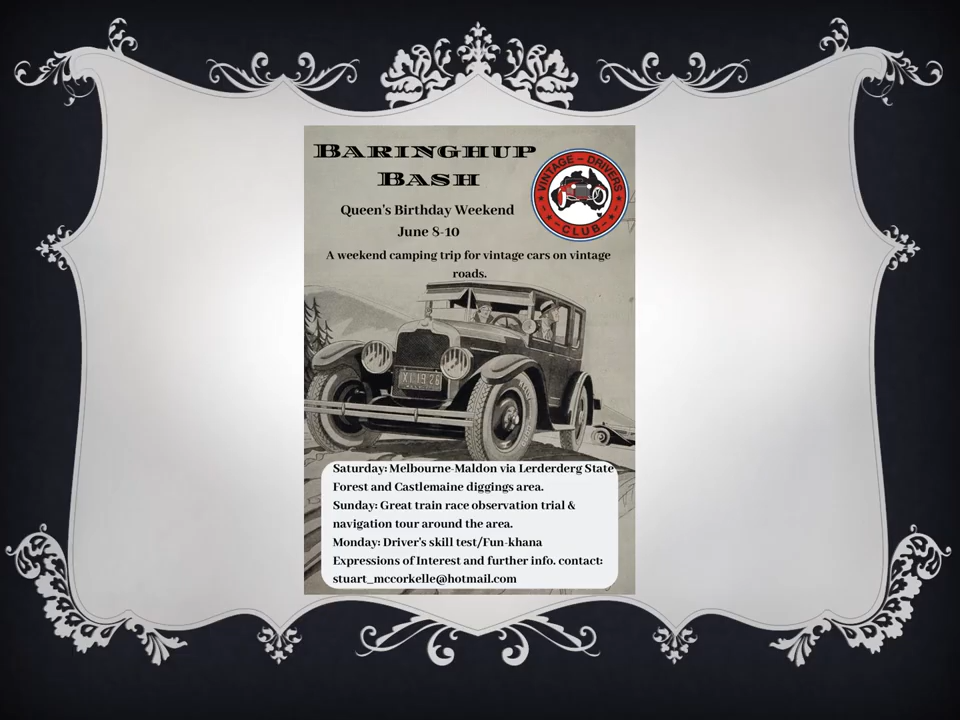 BARINGHUP
BASH
VINTAGE - DRIVERS
- CLUB -
Queen's Birthday Weekend
June 8-10
A weekend camping trip for vintage cars on vintage
roads.
Saturday: Melbourne-Maldon via Lerderderg State
Forest and Castlemaine diggings area.
Sunday: Great train race observation trial &
navigation tour around the area.
Monday: Driver's skill test/Fun-khana
Expressions of Interest and further info. contact:
stuart_mccorkelle@hotmail.com